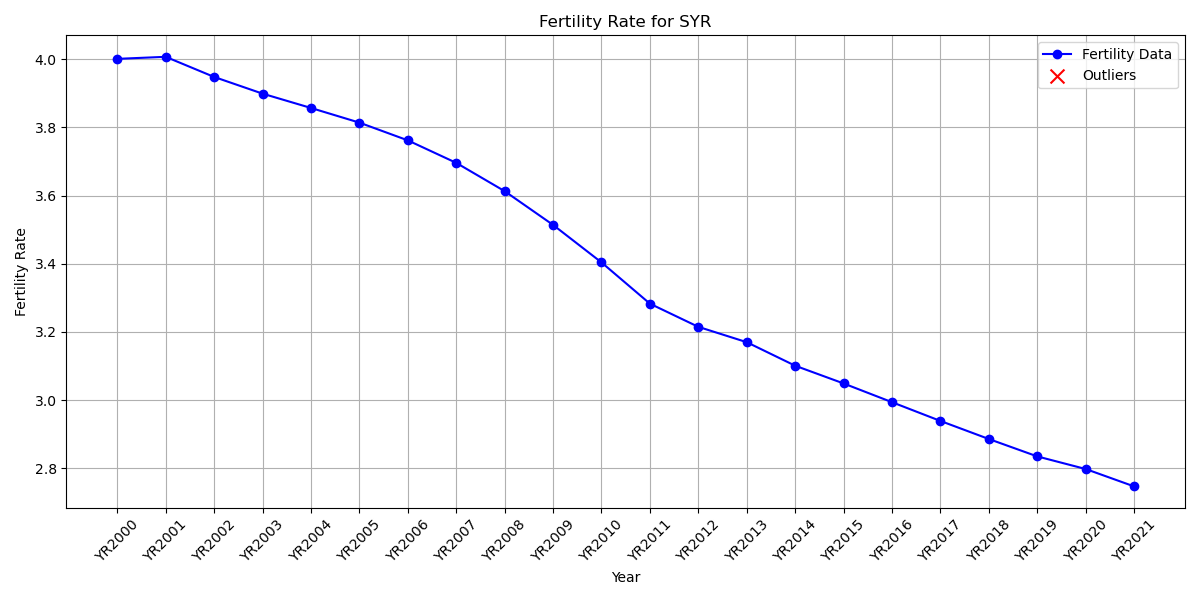 Fertility Rate for SYR
Fertility Data
Outliers
Fertility Rate
4.0
3.8
3.6
3.4
3.2
3.0
2.8
YR2000
YR2001
YR2002
YR2003
YR2004
YR2005
YR2006
YR2007
YR2008
YR2009
YR2010
YR2011
YR2012
YR2013
YR2014
YR2015
YR2016
YR2017
YR2018
YR2019
YR2020
YR2021
Year